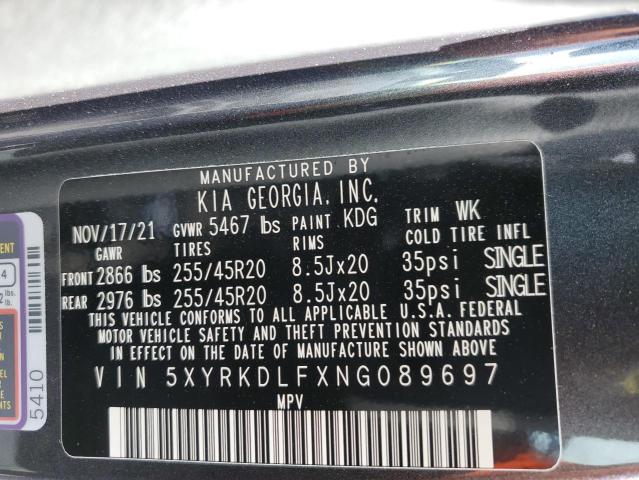 MANUFACTURED BY
KIA GEORGIA, INC.
NOV/17/21 GVWR 5467 lbs PAINT KDG TRIM WK
GAWR TIRES RIMS COLD TIRE INFL
FRONT 2866 lbs 255/45R20 8.5Jx20 35psi SINGLE
REAR 2976 lbs 255/45R20 8.5Jx20 35psi SINGLE
THIS VEHICLE CONFORMS TO ALL APPLICABLE U.S.A. FEDERAL
MOTOR VEHICLE SAFETY AND THEFT PREVENTION STANDARDS
IN EFFECT ON THE DATE OF MANUFACTURE SHOWN ABOVE
VIN 5XYRKDLFXNG089697
MPV
5410